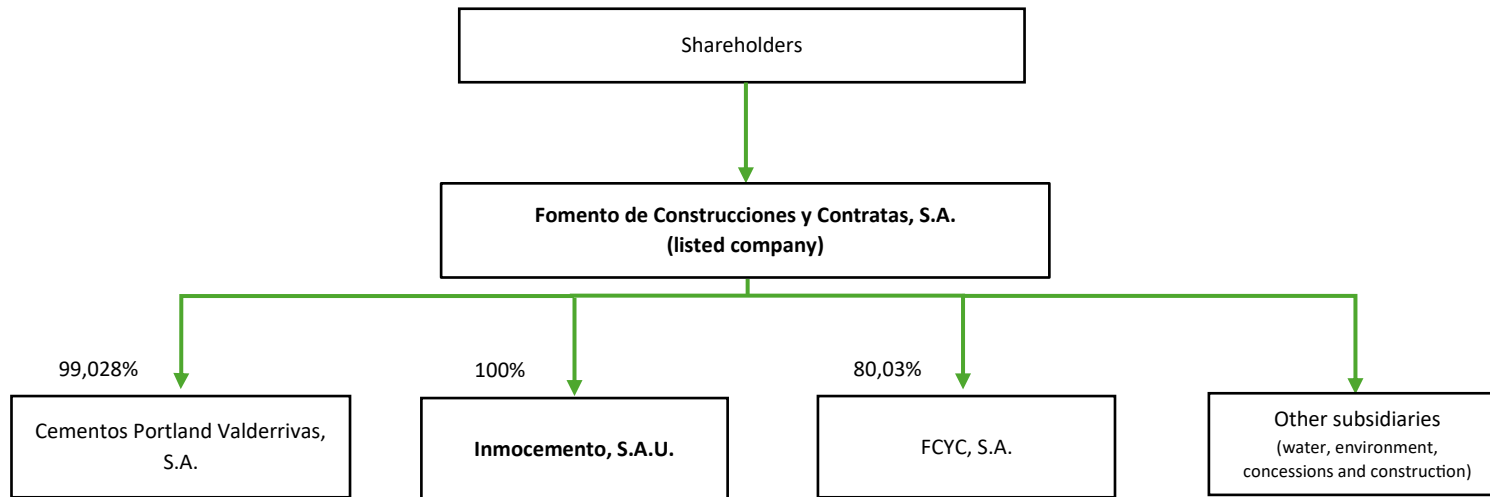 Shareholders
Fomento de Construcciones y Contratas, S.A.
(listed company)
99,028%
100%
80,03%
Cementos Portland Valderrivas,
S.A.
Inmocemento, S.A.U.
FCYC, S.A.
Other subsidiaries
(water, environment,
concessions and construction)